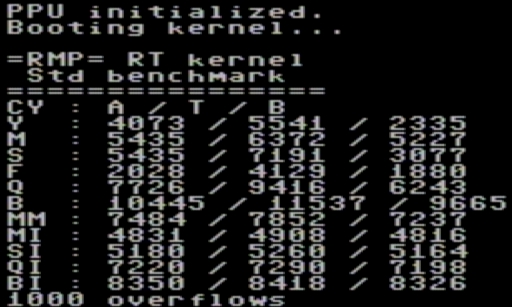 PPU initialized.
Booting kernel...
=RMP= RT kernel
Std benchmark
=================
CY : A / T / B
Y : 4073 / 5541 / 2335
M : 5435 / 6372 / 5227
S : 5435 / 7191 / 3077
F : 2028 / 4129 / 1880
Q : 7726 / 9416 / 6243
B : 10445 / 11537 / 9665
MM : 7484 / 7852 / 7237
MI : 4831 / 4908 / 4816
SI : 5180 / 5260 / 5164
QI : 7220 / 7290 / 7198
BI : 8350 / 8418 / 8326
1000 overflows